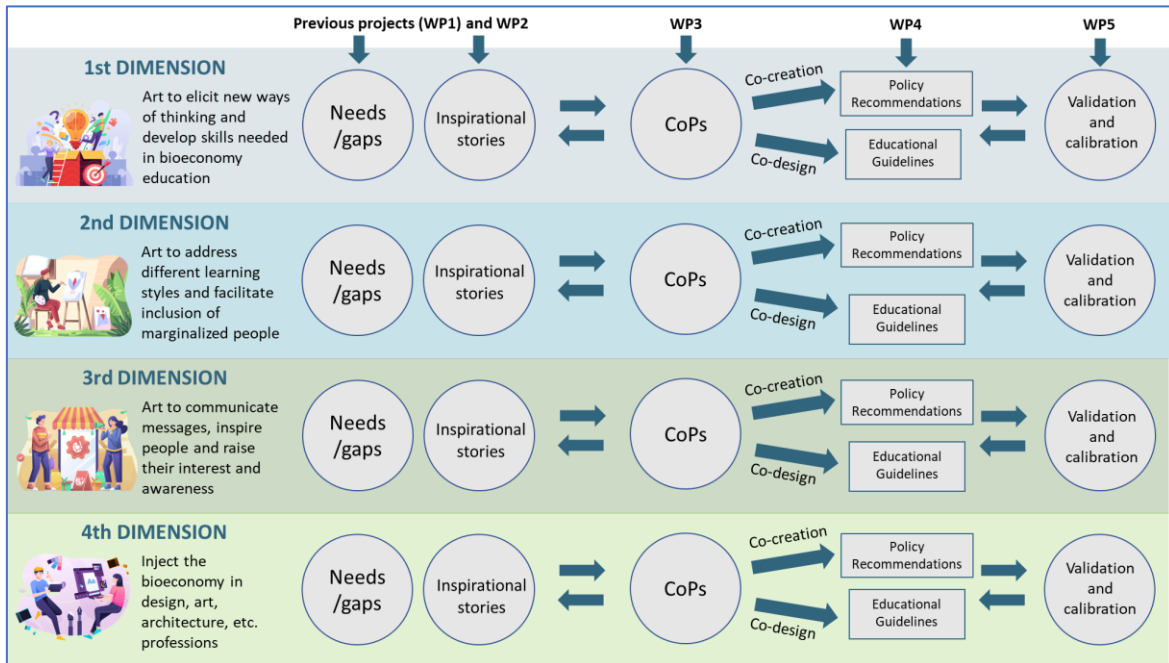 Previous projects (WP1) and WP2
WP3
WP4
WP5
1st DIMENSION
Art to elicit new ways
of thinking and
develop skills needed
in bioeconomy
education
Needs
/gaps
Inspirational
stories
CoPs
Co-creation
Co-design
Policy
Recommendations
Educational
Guidelines
Validation
and
calibration
2nd DIMENSION
Art to address
different learning
styles and facilitate
inclusion of
marginalized people
Needs
/gaps
Inspirational
stories
CoPs
Co-creation
Co-design
Policy
Recommendations
Educational
Guidelines
Validation
and
calibration
3rd DIMENSION
Art to communicate
messages, inspire
people and raise
their interest and
awareness
Needs
/gaps
Inspirational
stories
CoPs
Co-creation
Co-design
Policy
Recommendations
Educational
Guidelines
Validation
and
calibration
4th DIMENSION
Inject the
bioeconomy in
design, art,
architecture, etc.
professions
Needs
/gaps
Inspirational
stories
CoPs
Co-creation
Co-design
Policy
Recommendations
Educational
Guidelines
Validation
and
calibration